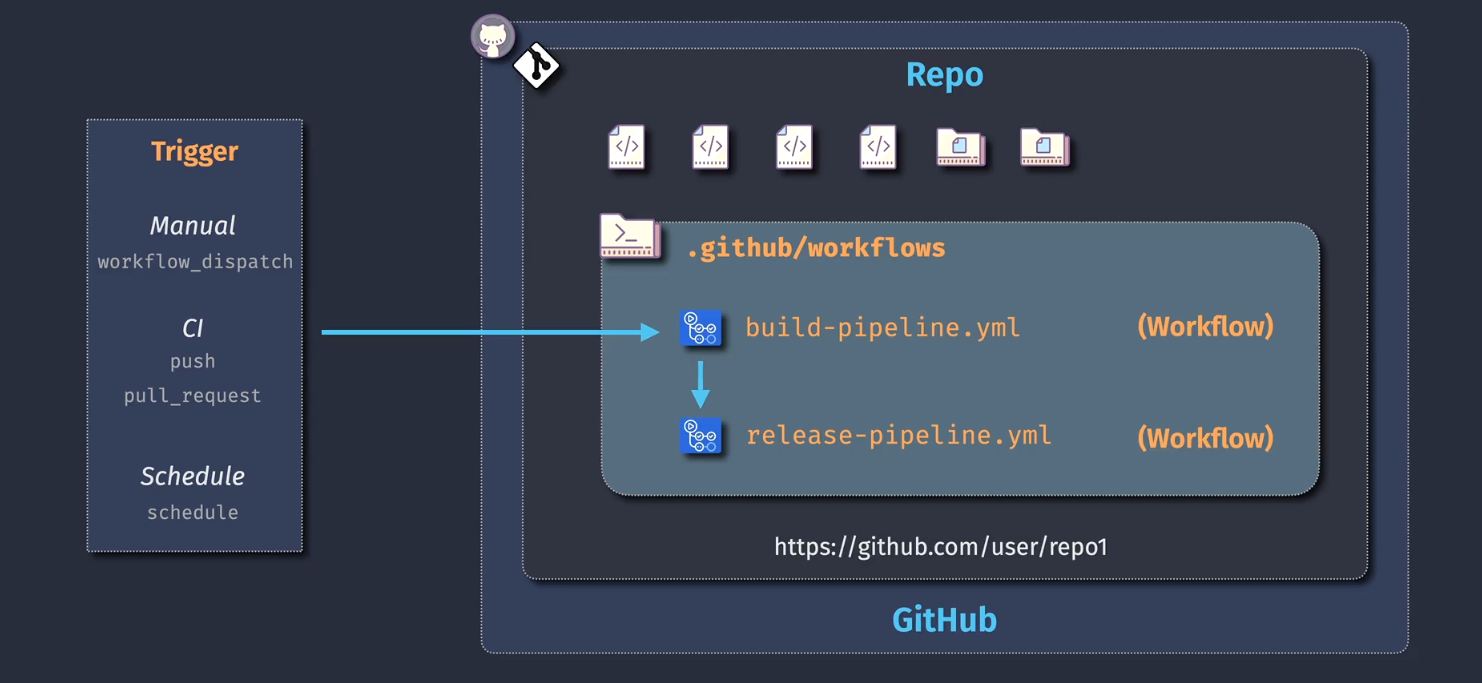 Trigger
Manual
workflow_dispatch
CI
push
pull_request
Schedule
schedule
Repo
</>
</>
</>
</>
>_
.github/workflows
build-pipeline.yml (Workflow)
release-pipeline.yml (Workflow)
https://github.com/user/repo1
GitHub